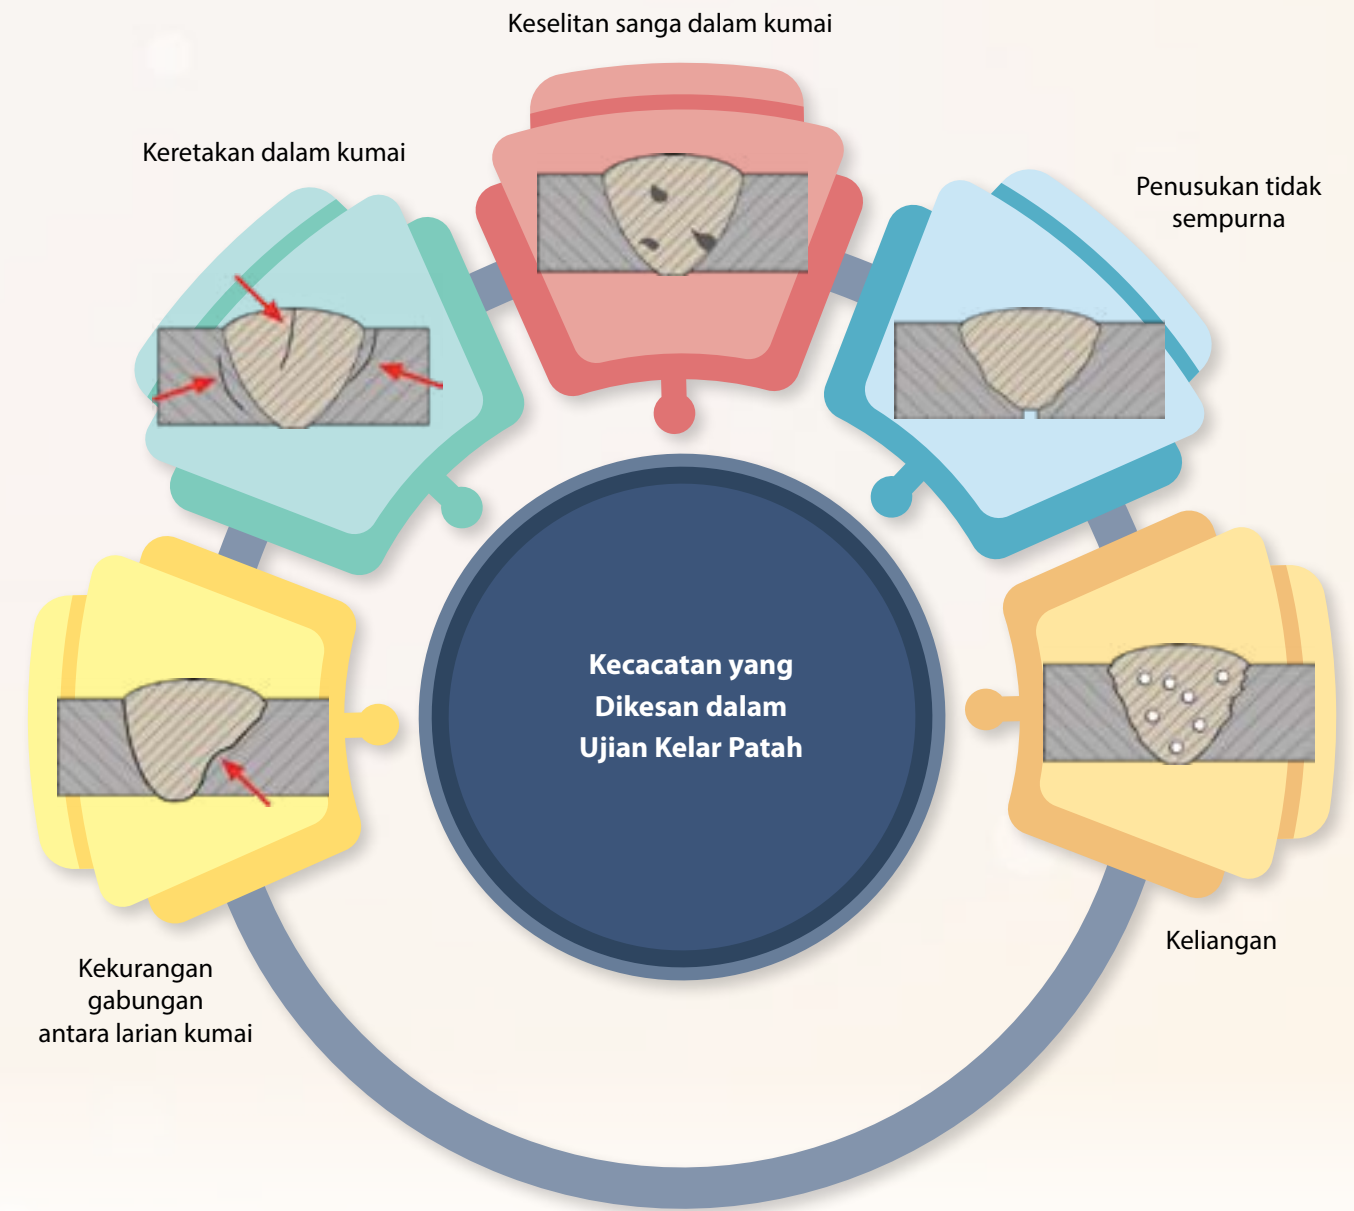 Keselitan sanga dalam kumai
Keretakan dalam kumai
Penusukan tidak
sempurna
Kecacatan yang
Dikesan dalam
Ujian Kelar Patah
Keliangan
Kekurangan
gabungan
antara larian kumai